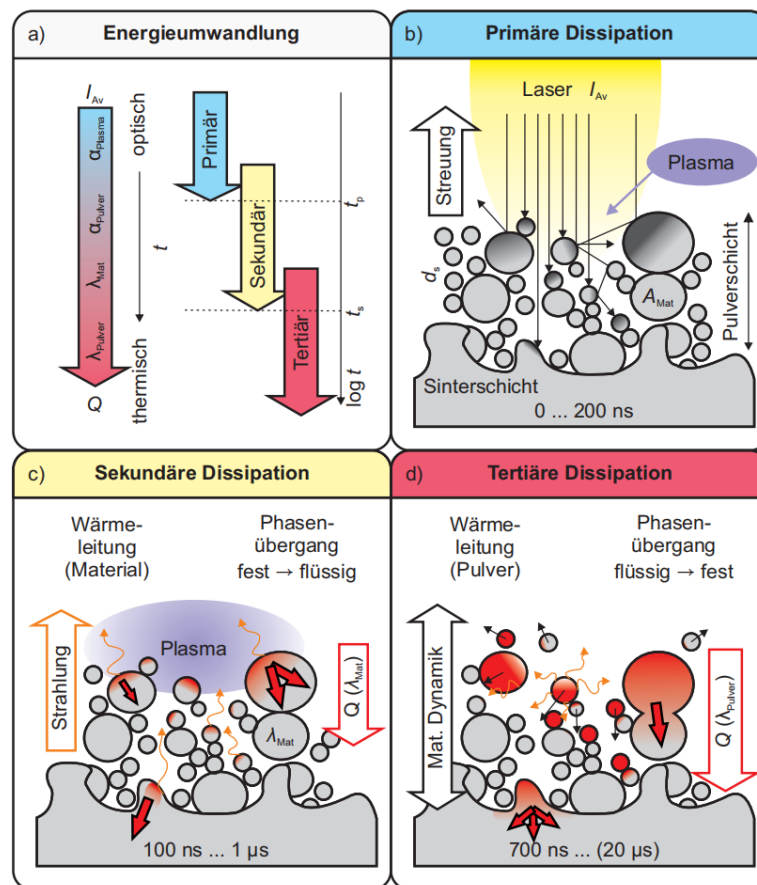 a) Energieumwandlung
I_Av
α_Plasma
α_Pulver
λ_Mat
λ_Pulver
Q
optisch
t
thermisch
Primär
Sekundär
Tertiär
t_p
t_s
log t
b) Primäre Dissipation
Laser I_Av
Streuung
Plasma
d_s
A_Mat
Pulverschicht
Sinterschicht
0 ... 200 ns
c) Sekundäre Dissipation
Wärme-
leitung
(Material)
Phasen-
übergang
fest → flüssig
Strahlung
Plasma
Q (λ_Mat)
λ_Mat
100 ns ... 1 µs
d) Tertiäre Dissipation
Wärme-
leitung
(Pulver)
Phasen-
übergang
flüssig → fest
Mat. Dynamik
Q (λ_Pulver)
700 ns ... (20 µs)